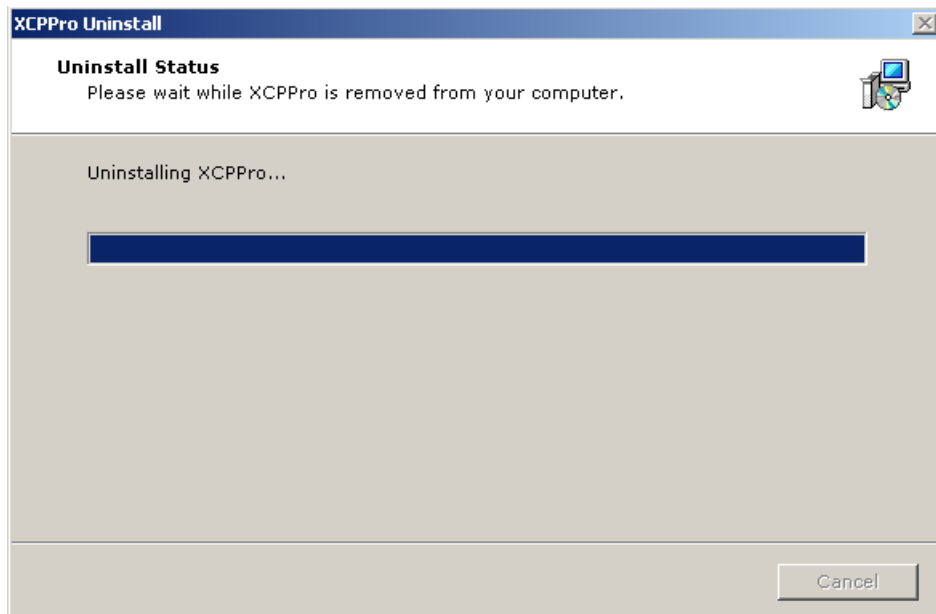 XCPPro Uninstall
Uninstall Status
Please wait while XCPPro is removed from your computer.
Uninstalling XCPPro...
Cancel